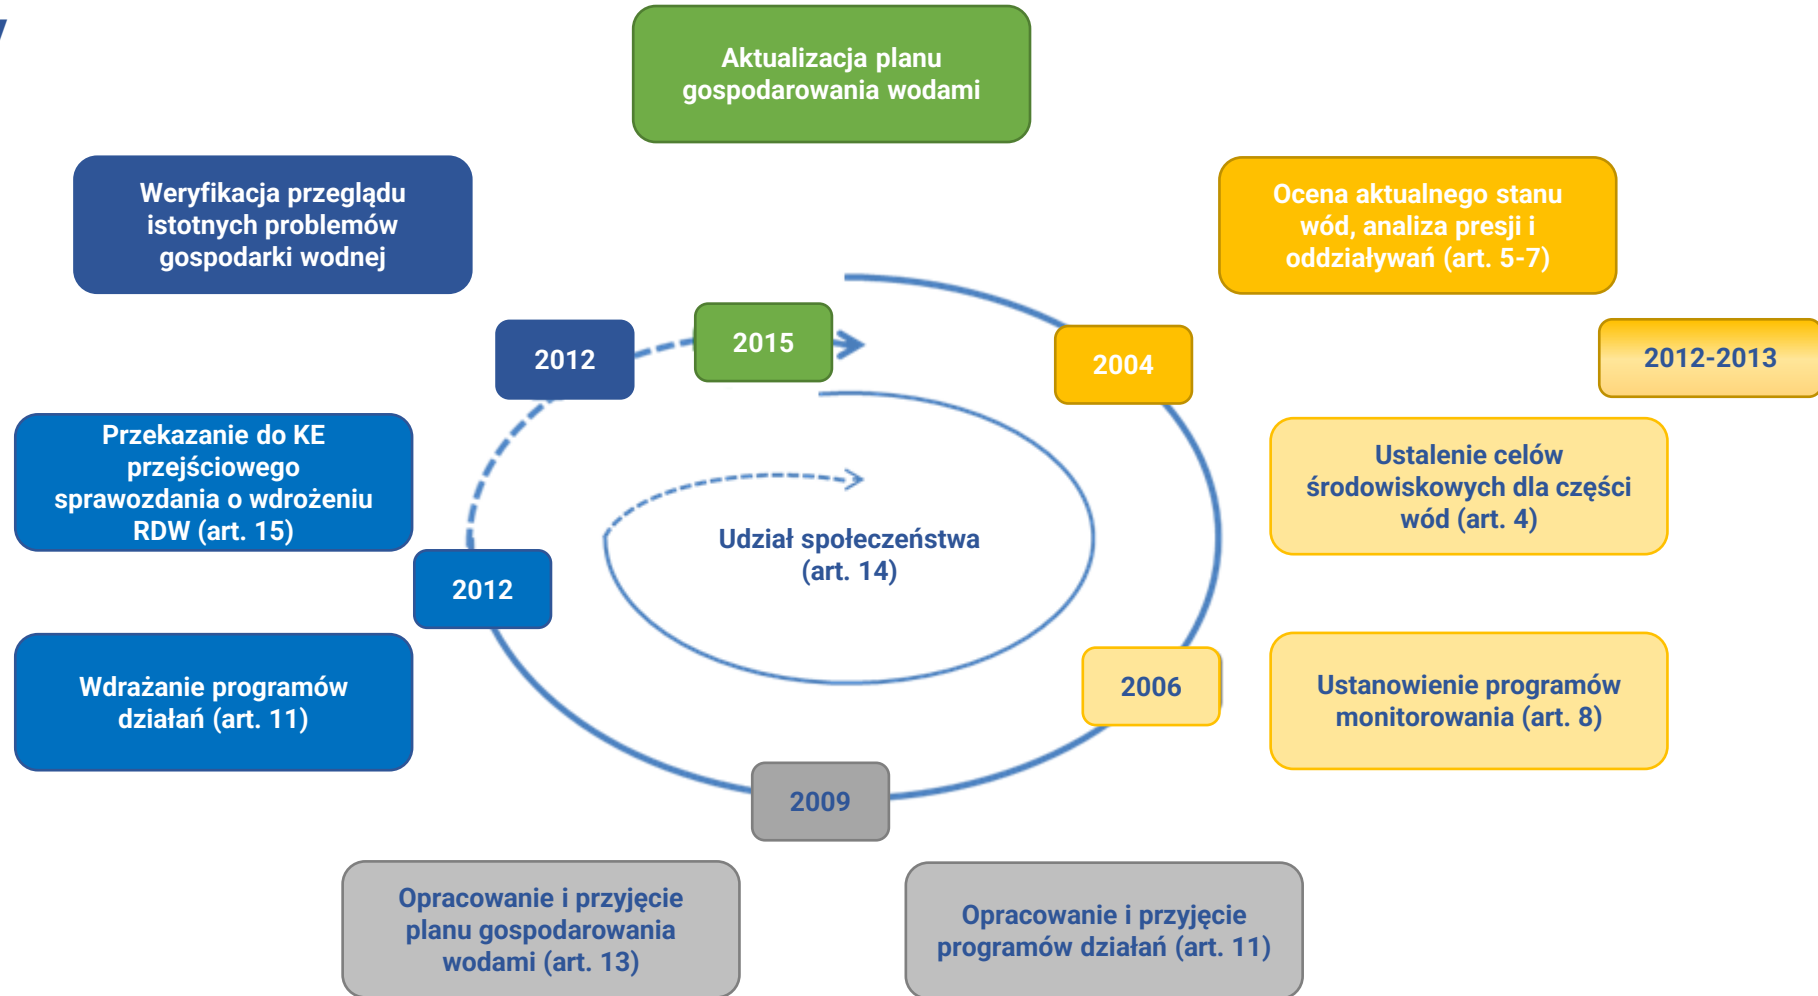 Aktualizacja planu
gospodarowania wodami
Weryfikacja przeglądu
istotnych problemów
gospodarki wodnej
Ocena aktualnego stanu
wód, analiza presji i
oddziaływań (art. 5-7)
2012
2015
2004
2012-2013
Przekazanie do KE
przejściowego
sprawozdania o wdrożeniu
RDW (art. 15)
Ustalenie celów
środowiskowych dla części
wód (art. 4)
Udział społeczeństwa
(art. 14)
2012
Wdrażanie programów
działań (art. 11)
2006
Ustanowienie programów
monitorowania (art. 8)
2009
Opracowanie i przyjęcie
planu gospodarowania
wodami (art. 13)
Opracowanie i przyjęcie
programów działań (art. 11)